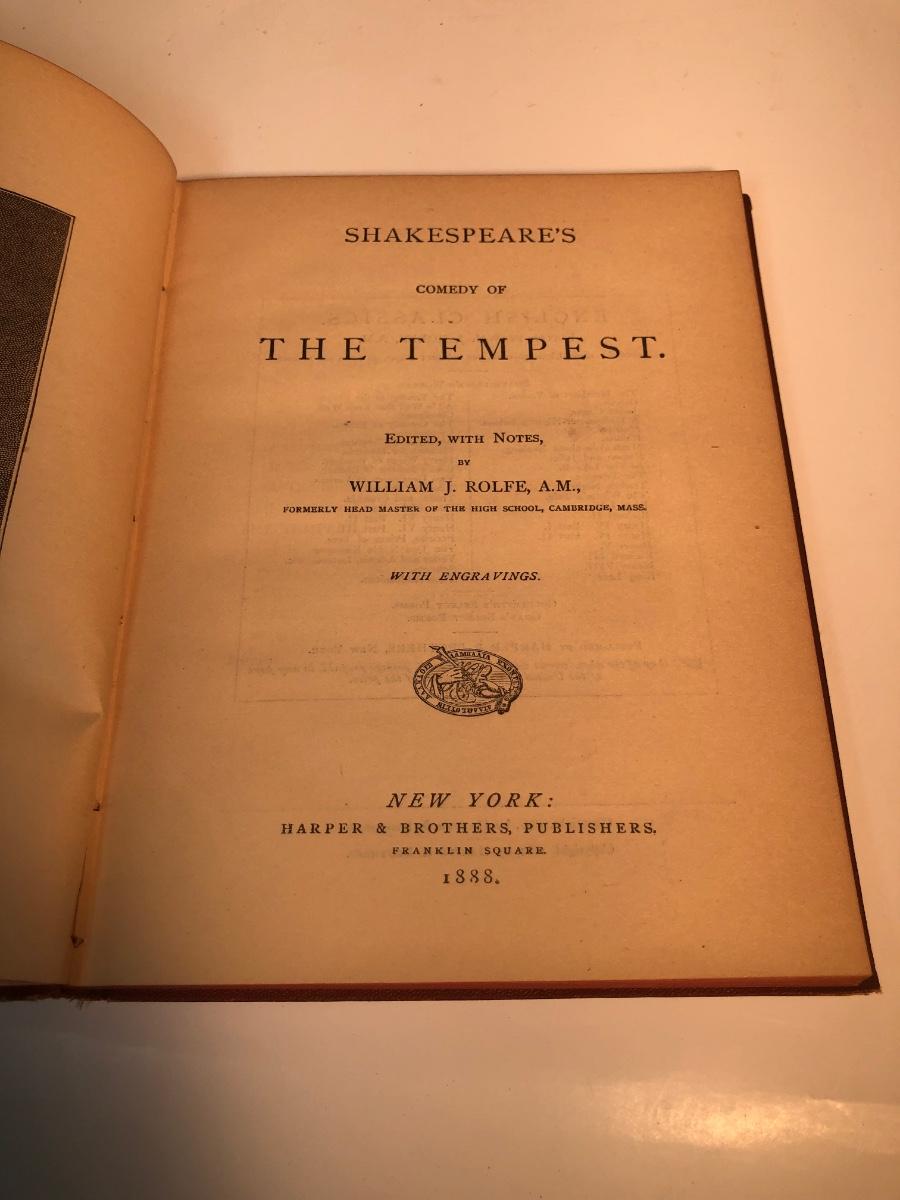 SHAKESPEARE'S
COMEDY OF
THE TEMPEST.
EDITED, WITH NOTES,
BY
WILLIAM J. ROLFE, A.M.,
FORMERLY HEAD MASTER OF THE HIGH SCHOOL, CAMBRIDGE, MASS.
WITH ENGRAVINGS.
NEW YORK:
HARPER & BROTHERS, PUBLISHERS,
FRANKLIN SQUARE.
1888.